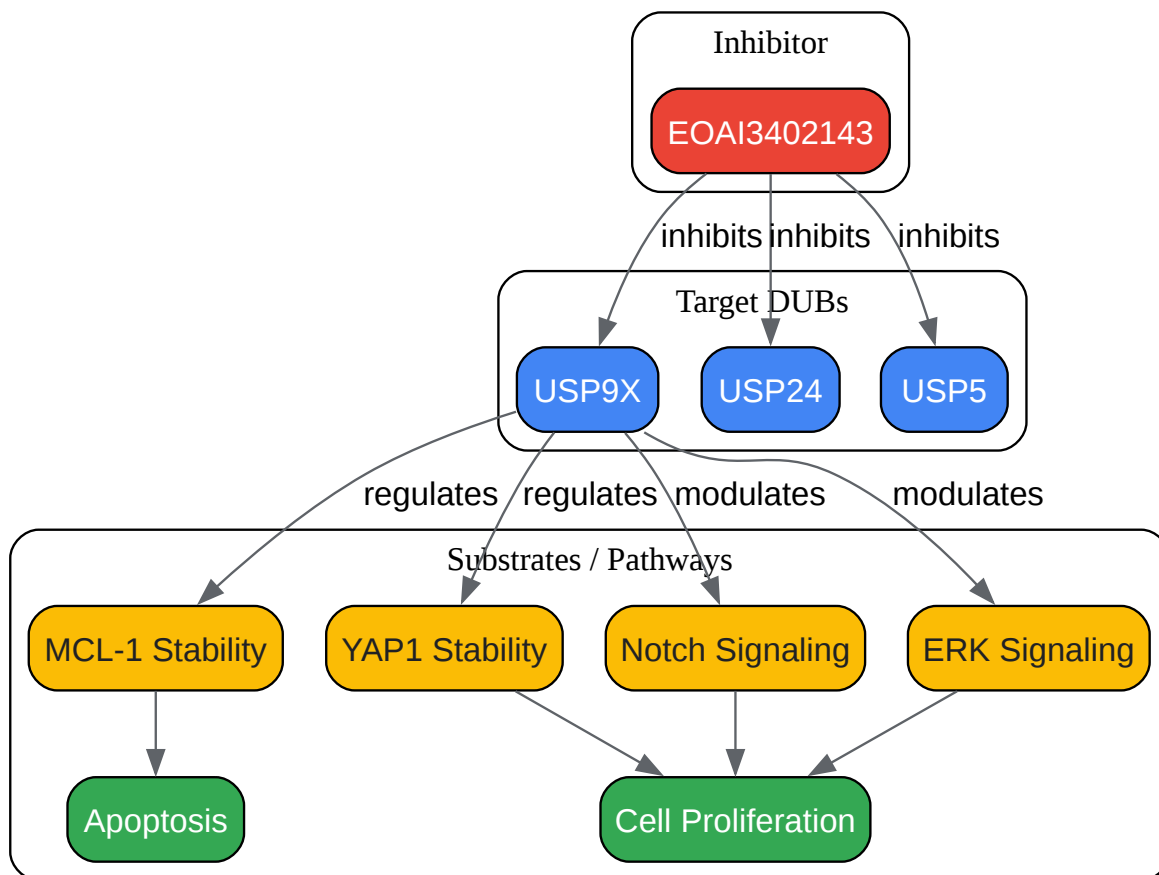 Inhibitor
EOAI3402143
inhibits inhibits inhibits
Target DUBs
USP9X USP24 USP5
regulates regulates modulates modulates
Substrates / Pathways
MCL-1 Stability YAP1 Stability Notch Signaling ERK Signaling
Apoptosis Cell Proliferation